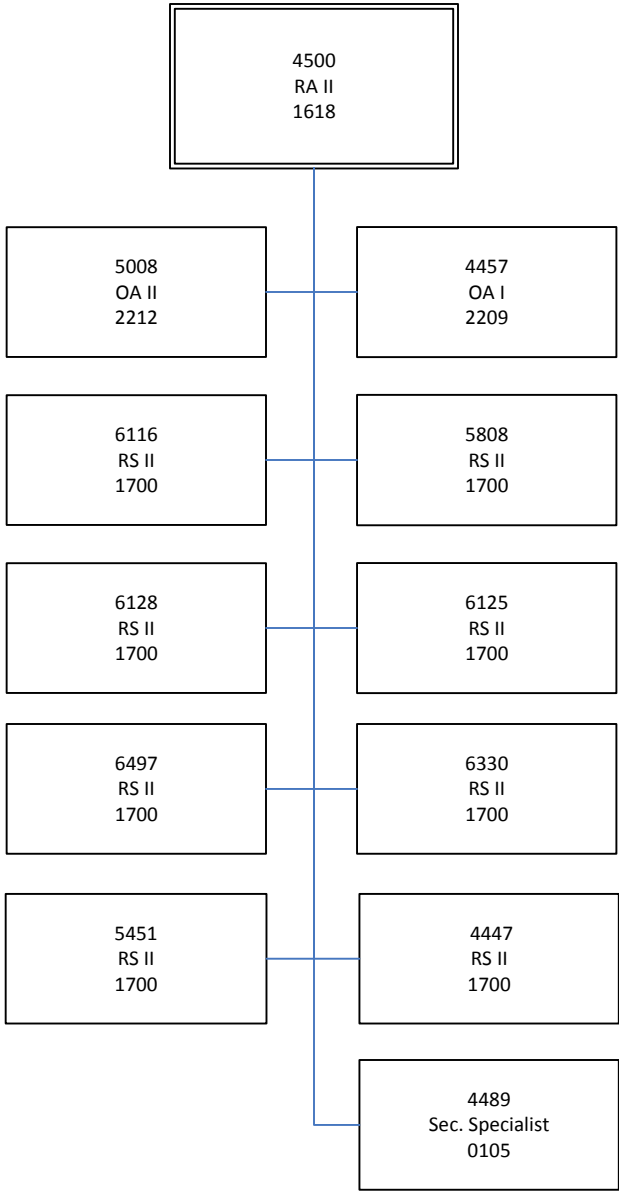 4500
RA II
1618
5008
OA II
2212
4457
OA I
2209
6116
RS II
1700
5808
RS II
1700
6128
RS II
1700
6125
RS II
1700
6497
RS II
1700
6330
RS II
1700
5451
RS II
1700
4447
RS II
1700
4489
Sec. Specialist
0105